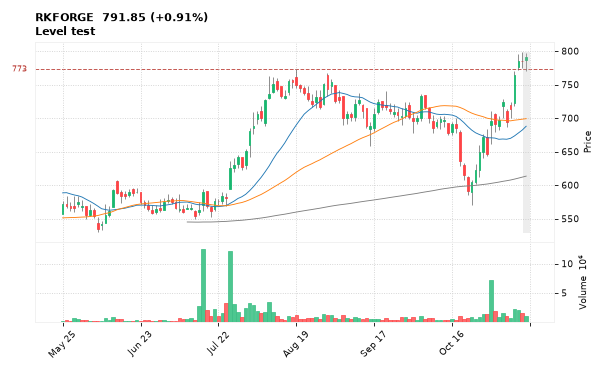 RKFORGE 791.85 (+0.91%)
Level test
773
800
750
700
650
600
550
Price
10
5
Volume 10⁴
May 25
Jun 23
Jul 22
Aug 19
Sep 17
Oct 16